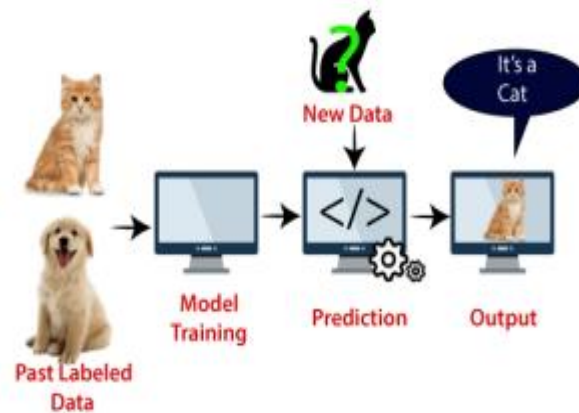 It's a
Cat
?
New Data
</>
Model
Training
Prediction
Output
Past Labeled
Data